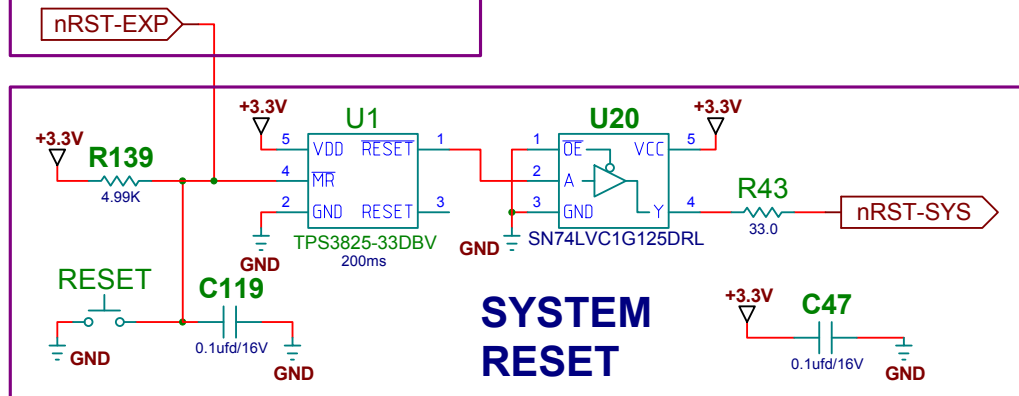 nRST-EXP
+3.3V
R139
4.99K
+3.3V
U1
5 VDD RESET 1
4 MR
2 GND RESET 3
TPS3825-33DBV
200ms
GND
U20
+3.3V
1 OE VCC 5
2 A
3 GND Y 4
SN74LVC1G125DRL
GND
R43
33.0
nRST-SYS
RESET
GND
C119
0.1ufd/16V
GND
SYSTEM
RESET
+3.3V
C47
0.1ufd/16V
GND